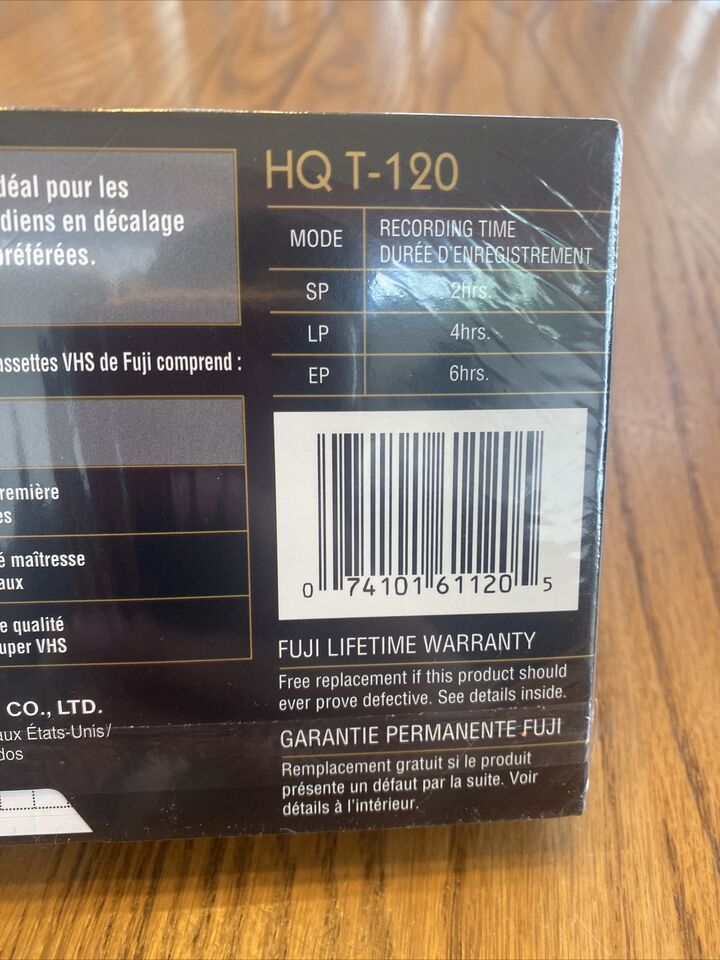 déal pour les
diens en décalage
préférées.
assettes VHS de Fuji comprend :
remière
es
é maîtresse
aux
e qualité
uper VHS
CO., LTD.
aux États-Unis/
dos
HQ T-120
MODE
RECORDING TIME
DURÉE D'ENREGISTREMENT
SP 2hrs.
LP 4hrs.
EP 6hrs.
0 74101 61120 5
FUJI LIFETIME WARRANTY
Free replacement if this product should
ever prove defective. See details inside.
GARANTIE PERMANENTE FUJI
Remplacement gratuit si le produit
présente un défaut par la suite. Voir
détails à l'intérieur.